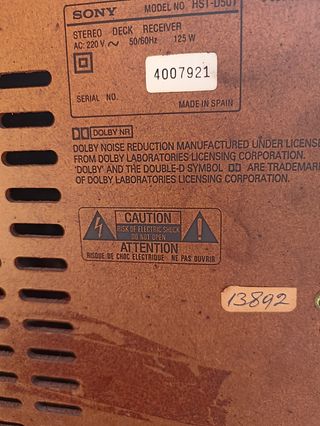 SONY MODEL NO. HST-D501
STEREO DECK RECEIVER
AC: 220 V ~ 50/60Hz 125 W
4007921
SERIAL NO. MADE IN SPAIN
DOLBY NR
DOLBY NOISE REDUCTION MANUFACTURED UNDER LICENSE
FROM DOLBY LABORATORIES LICENSING CORPORATION.
'DOLBY' AND THE DOUBLE-D SYMBOL ARE TRADEMAR
OF DOLBY LABORATORIES LICENSING CORPORATION.
CAUTION
RISK OF ELECTRIC SHOCK
DO NOT OPEN
ATTENTION
RISQUE DE CHOC ELECTRIQUE NE PAS OUVRIR
13892